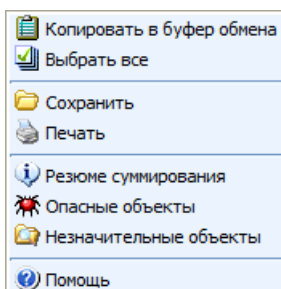 Копировать в буфер обмена
Выбрать все
Сохранить
Печать
Резюме суммирования
Опасные объекты
Незначительные объекты
Помощь